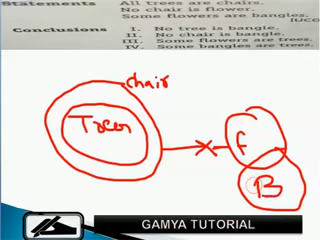 Statements All trees are chairs.
No chair is flower.
Some flowers are bangles.
Conclusions I. No tree is bangle.
II. No chair is bangle.
III. Some flowers are trees.
IV. Some bangles are trees.
chair
Trees
f
B
GAMYA TUTORIAL